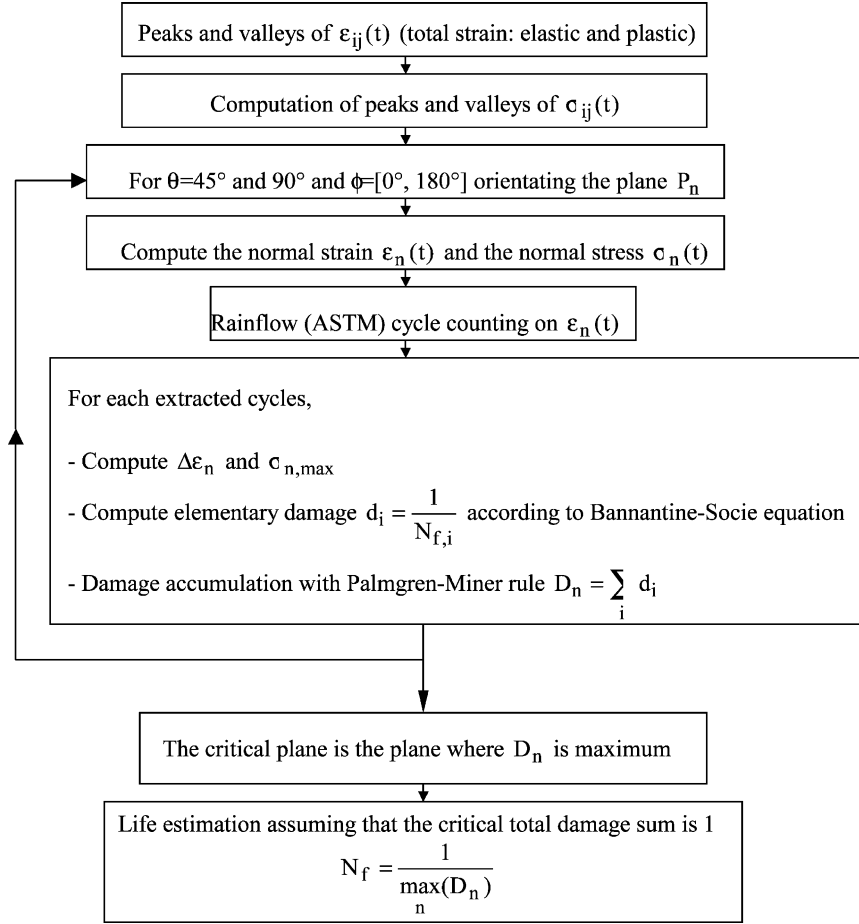 Peaks and valleys of ε_ij(t) (total strain: elastic and plastic)
Computation of peaks and valleys of σ_ij(t)
For θ=45° and 90° and ϕ=[0°, 180°] orientating the plane P_n
Compute the normal strain ε_n(t) and the normal stress σ_n(t)
Rainflow (ASTM) cycle counting on ε_n(t)
For each extracted cycles,
- Compute Δε_n and σ_n,max
- Compute elementary damage d_i = 1/N_f,i according to Bannantine-Socie equation
- Damage accumulation with Palmgren-Miner rule D_n = ∑_i d_i
The critical plane is the plane where D_n is maximum
Life estimation assuming that the critical total damage sum is 1
N_f = 1/max_n(D_n)